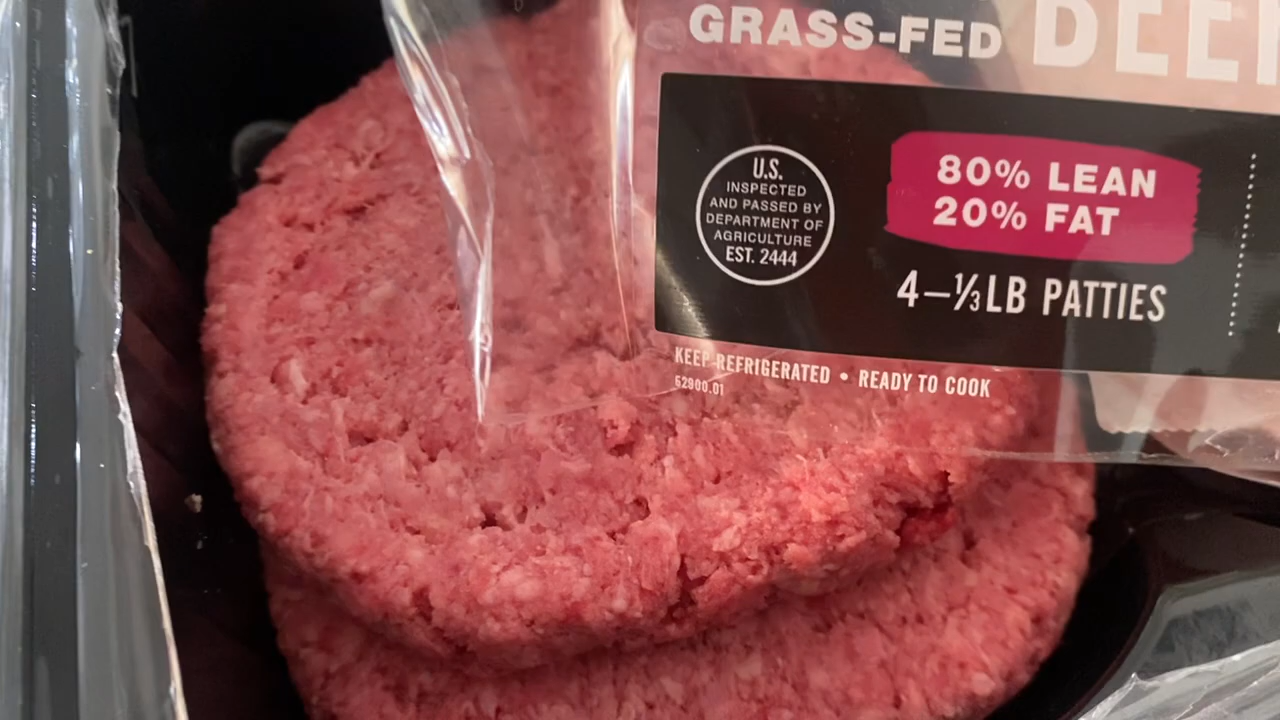 GRASS-FED BEEF
U.S.
INSPECTED
AND PASSED BY
DEPARTMENT OF
AGRICULTURE
EST. 2444
80% LEAN
20% FAT
4–⅓LB PATTIES
KEEP REFRIGERATED • READY TO COOK
52900.01